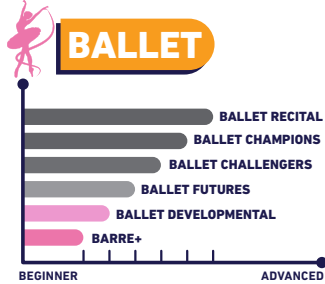 BALLET
BALLET RECITAL
BALLET CHAMPIONS
BALLET CHALLENGERS
BALLET FUTURES
BALLET DEVELOPMENTAL
BARRE+
BEGINNER ADVANCED